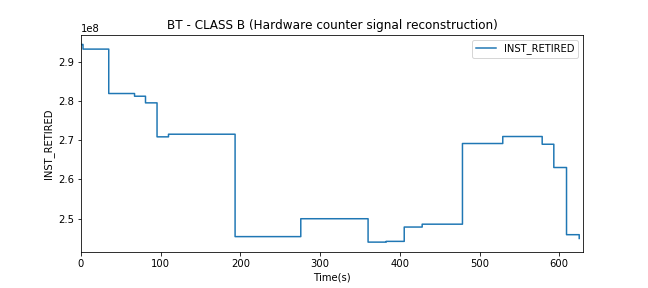 BT - CLASS B (Hardware counter signal reconstruction)
1e8
INST_RETIRED
2.9
2.8
2.7
2.6
2.5
INST_RETIRED
0
100
200
300
400
500
600
Time(s)